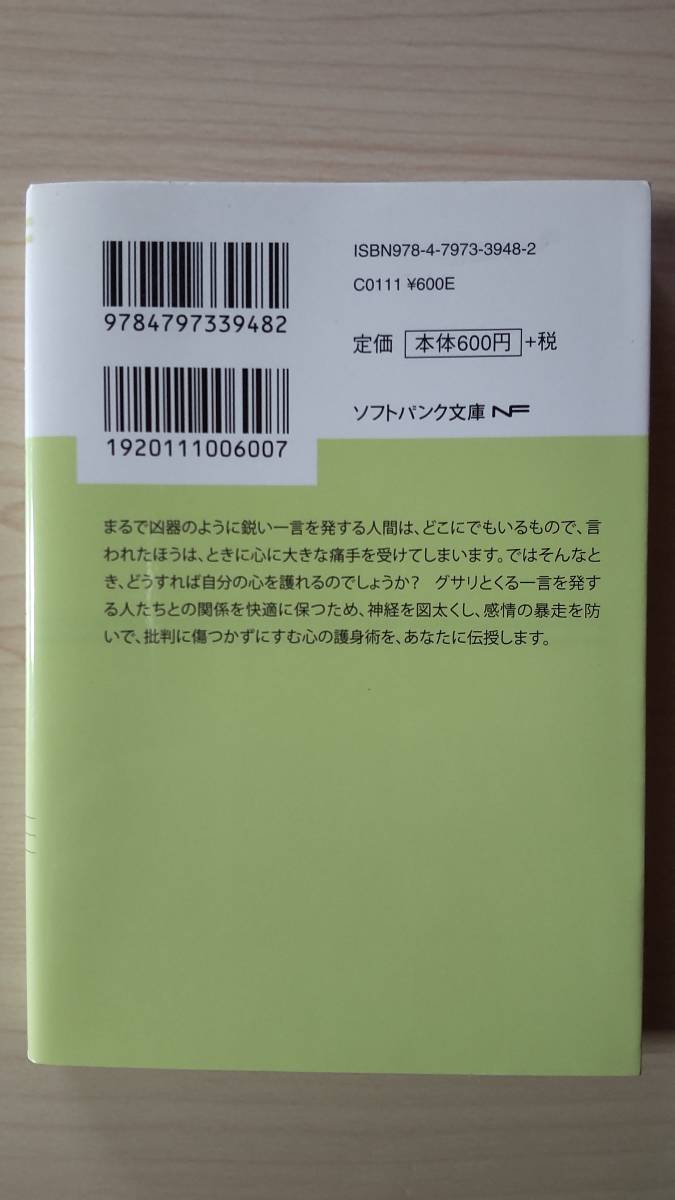 ISBN978-4-7973-3948-2
C0111 ¥600E
9784797339482
定価 本体600円 +税
1920111006007
ソフトバンク文庫 NF
まるで凶器のように鋭い一言を発する人間は、どこにでもいるもので、言
われたほうは、ときに心に大きな痛手を受けてしまいます。ではそんなと
き、どうすれば自分の心を護れるのでしょうか？　グサリとくる一言を発す
る人たちとの関係を快適に保つため、神経を図太くし、感情の暴走を防
いで、批判に傷つかずにすむ心の護身術を、あなたに伝授します。